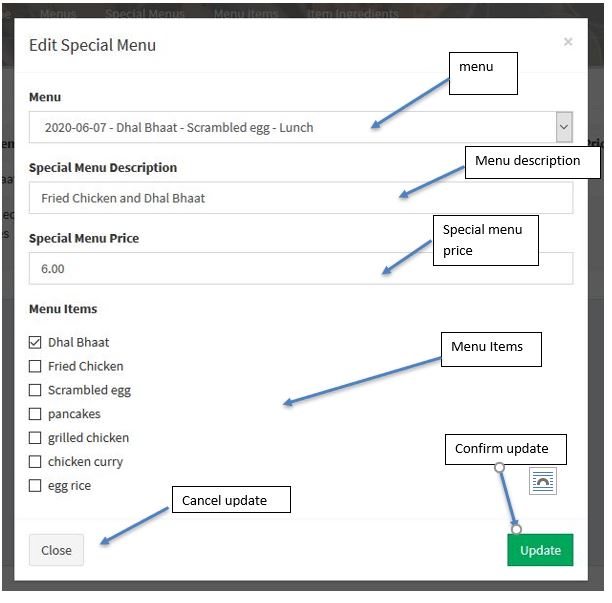 Menus Special Menus Menu Items Item Ingredients
Edit Special Menu ×
menu
Menu
2020-06-07 - Dhal Bhaat - Scrambled egg - Lunch
Special Menu Description
Menu description
Fried Chicken and Dhal Bhaat
Special Menu Price
Special menu
price
6.00
Menu Items
Dhal Bhaat
Menu Items
Fried Chicken
Scrambled egg
pancakes
grilled chicken
Confirm update
chicken curry
egg rice
Cancel update
Close
Update